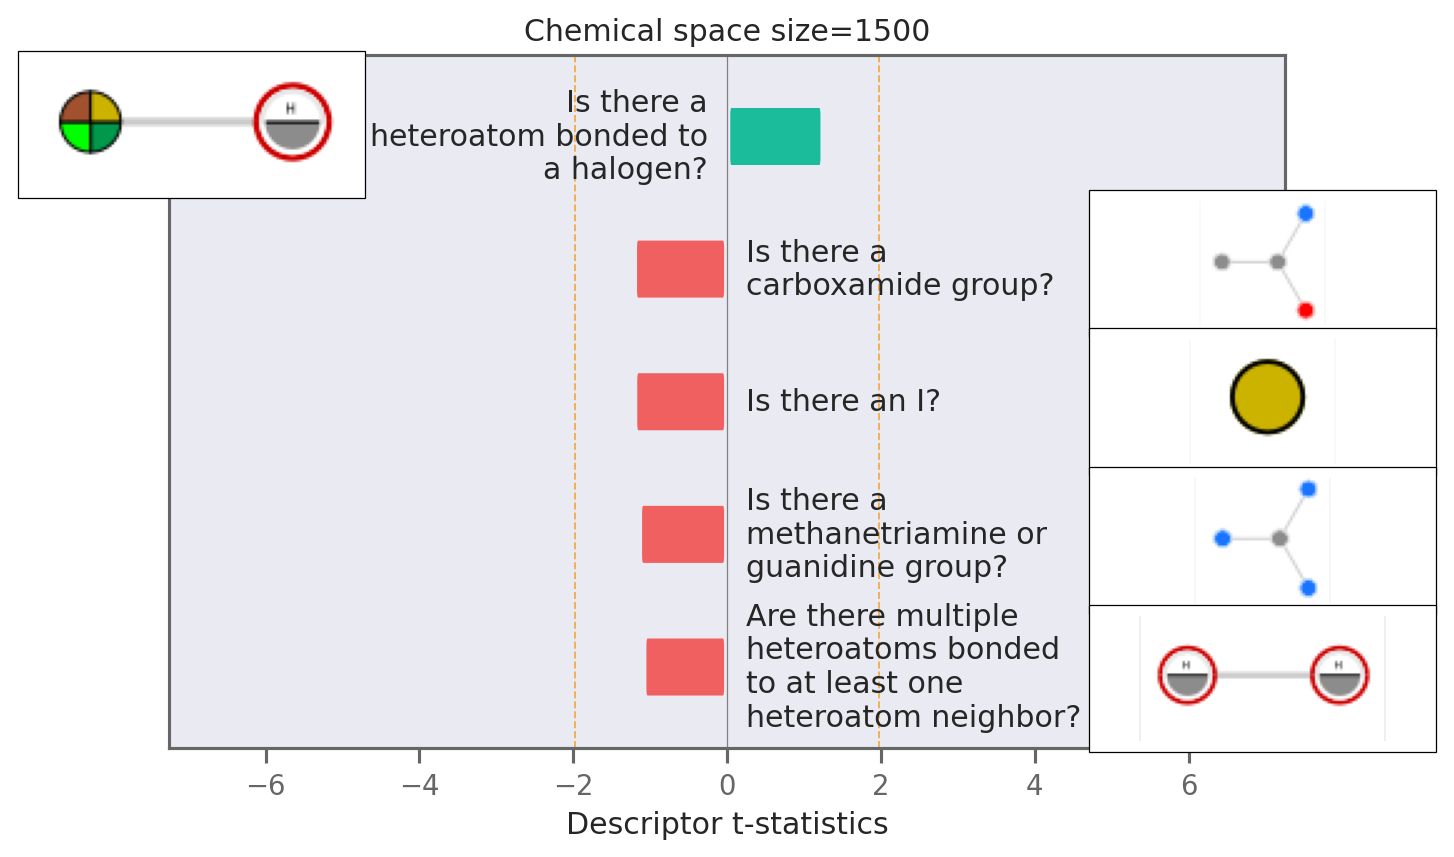 Chemical space size=1500
H
Is there a
heteroatom bonded to
a halogen?
Is there a
carboxamide group?
Is there an I?
Is there a
methanetriamine or
guanidine group?
Are there multiple
heteroatoms bonded
to at least one
heteroatom neighbor?
H H
−6 −4 −2 0 2 4 6
Descriptor t-statistics